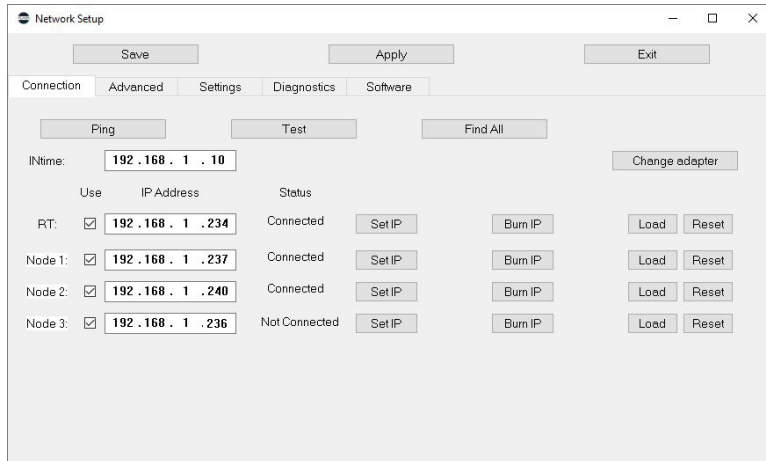 Network Setup
Save Apply Exit
Connection Advanced Settings Diagnostics Software
Ping Test Find All
INtime: 192 . 168 . 1 . 10 Change adapter
Use IP Address Status
RT: 192 . 168 . 1 . 234 Connected Set IP Burn IP Load Reset
Node 1: 192 . 168 . 1 . 237 Connected Set IP Burn IP Load Reset
Node 2: 192 . 168 . 1 . 240 Connected Set IP Burn IP Load Reset
Node 3: 192 . 168 . 1 . 236 Not Connected Set IP Burn IP Load Reset